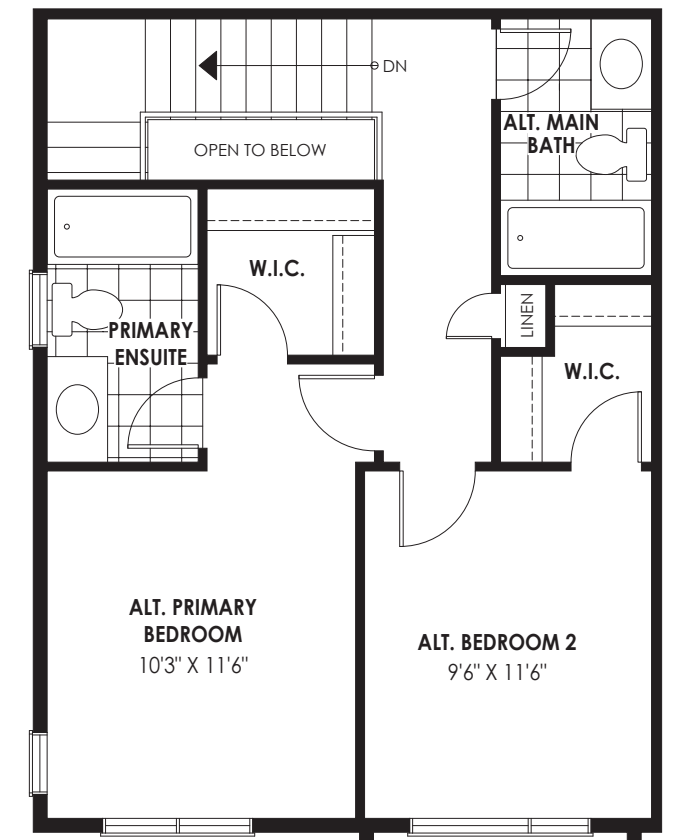 DN
OPEN TO BELOW
ALT. MAIN
BATH
W.I.C.
PRIMARY
ENSUITE
LINEN
W.I.C.
ALT. PRIMARY
BEDROOM
10'3" X 11'6"
ALT. BEDROOM 2
9'6" X 11'6"